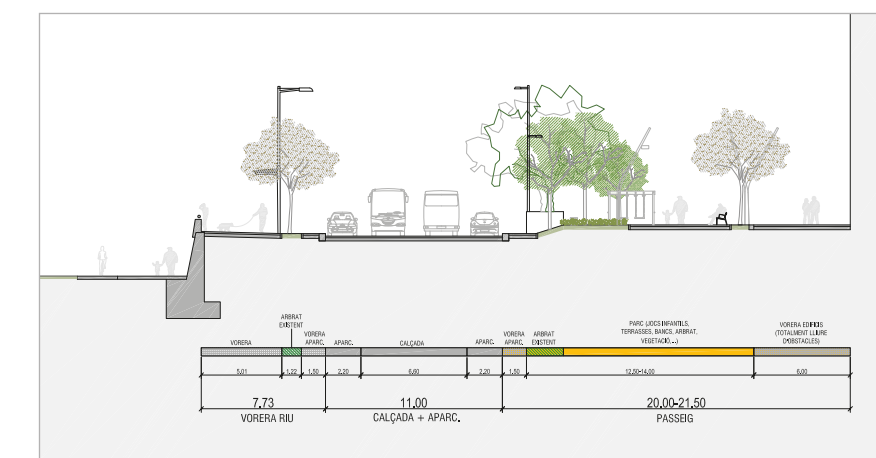 ARBRAT
EXISTENT
VORERA
VORERA
APARC.
APARC.
CALÇADA
APARC.
VORERA
APARC.
ARBRAT
EXISTENT
PARC (JOCS INFANTILS,
TERRASSES, BANCS, ARBRAT,
VEGETACIÓ,...)
VORERA EDIFICIS
(TOTALMENT LLIURE
D'OBSTACLES)
5,01
1,22
1,50
2,20
6,60
2,20
1,50
12,50-14,00
6,00
7.73
VORERA RIU
11.00
CALÇADA + APARC.
20.00-21.50
PASSEIG